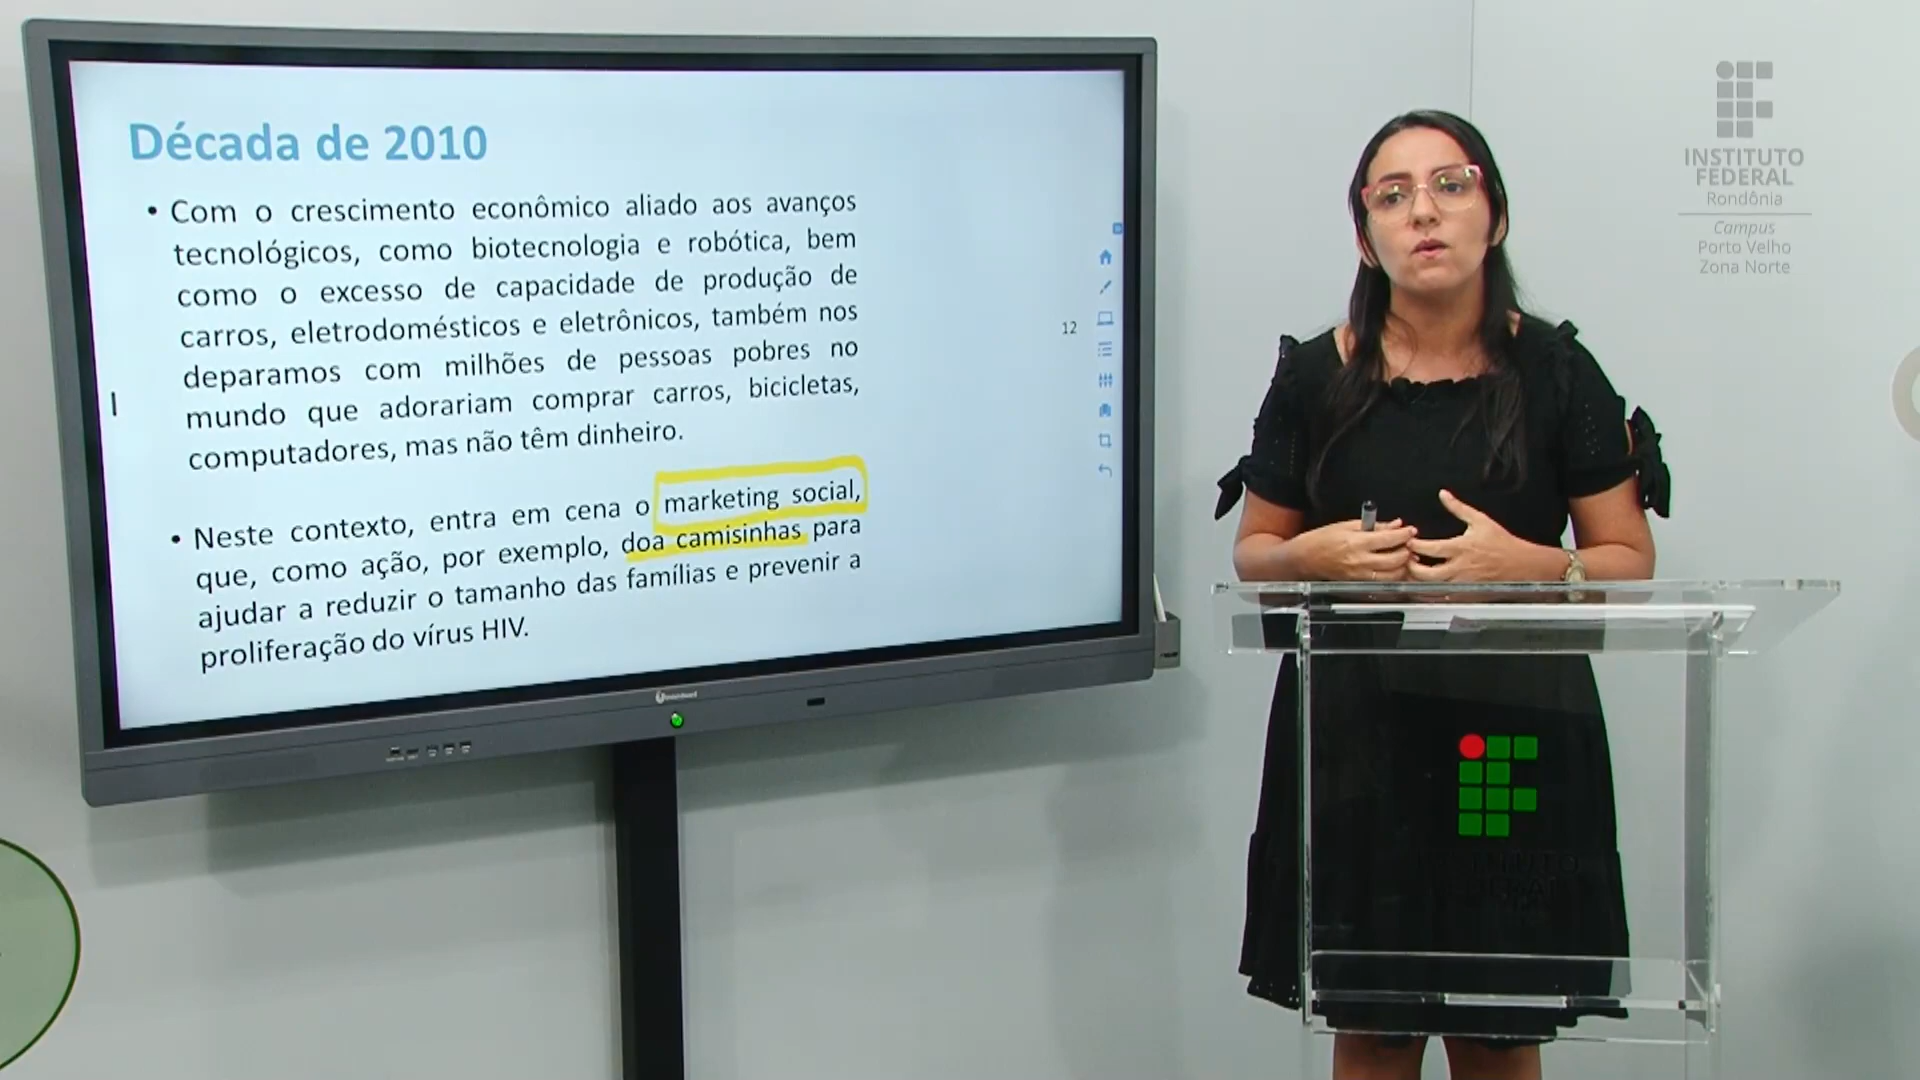 Década de 2010
• Com o crescimento econômico aliado aos avanços
tecnológicos, como biotecnologia e robótica, bem
como o excesso de capacidade de produção de
carros, eletrodomésticos e eletrônicos, também nos
deparamos com milhões de pessoas pobres no
mundo que adorariam comprar carros, bicicletas,
computadores, mas não têm dinheiro.
• Neste contexto, entra em cena o marketing social,
que, como ação, por exemplo, doa camisinhas para
ajudar a reduzir o tamanho das famílias e prevenir a
proliferação do vírus HIV.
12
INSTITUTO
FEDERAL
Rondônia
Campus
Porto Velho
Zona Norte
INSTITUTO
FEDERAL